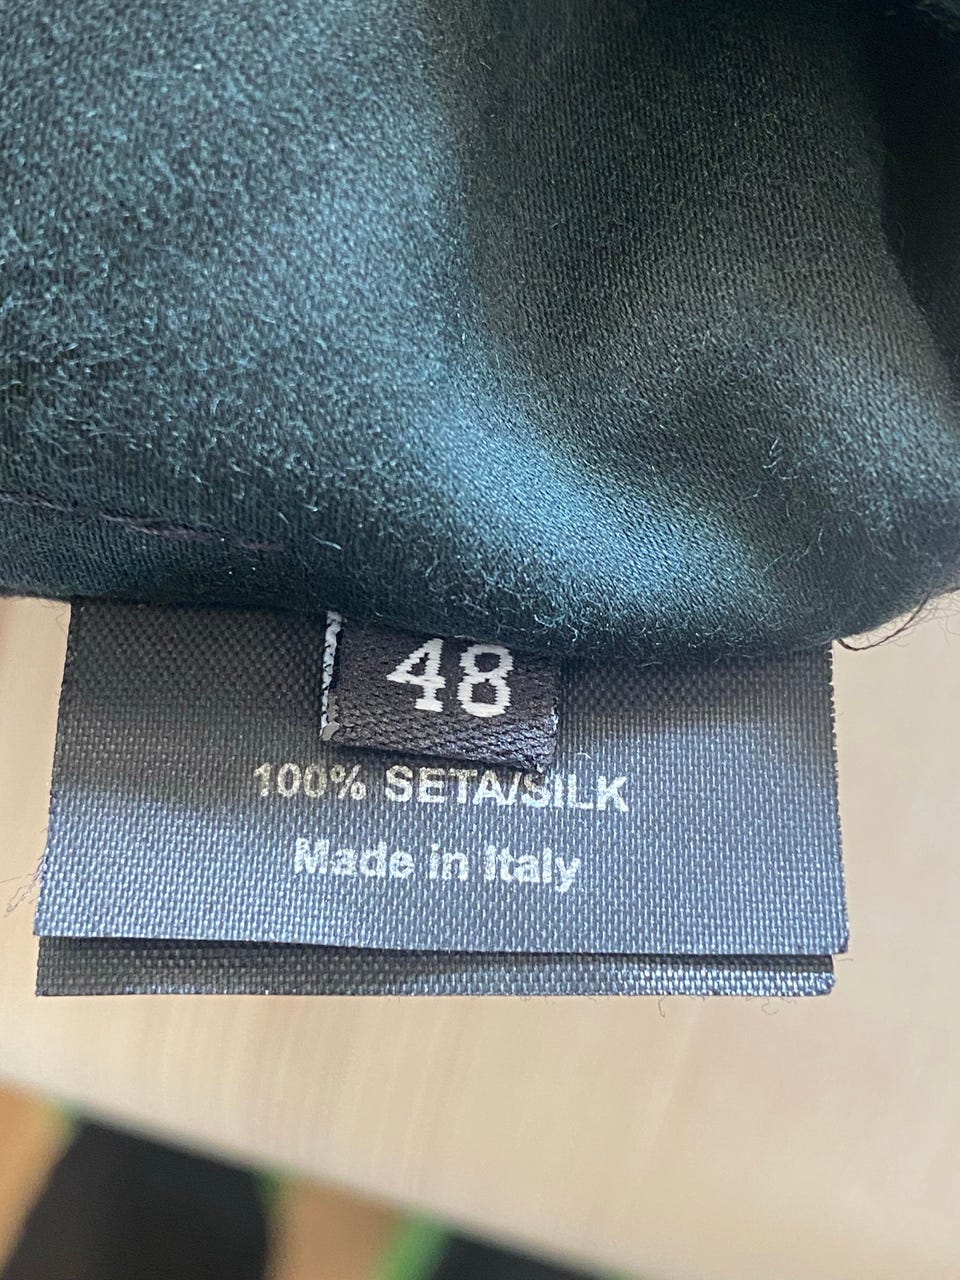 48
100% SETA/SILK
Made in Italy